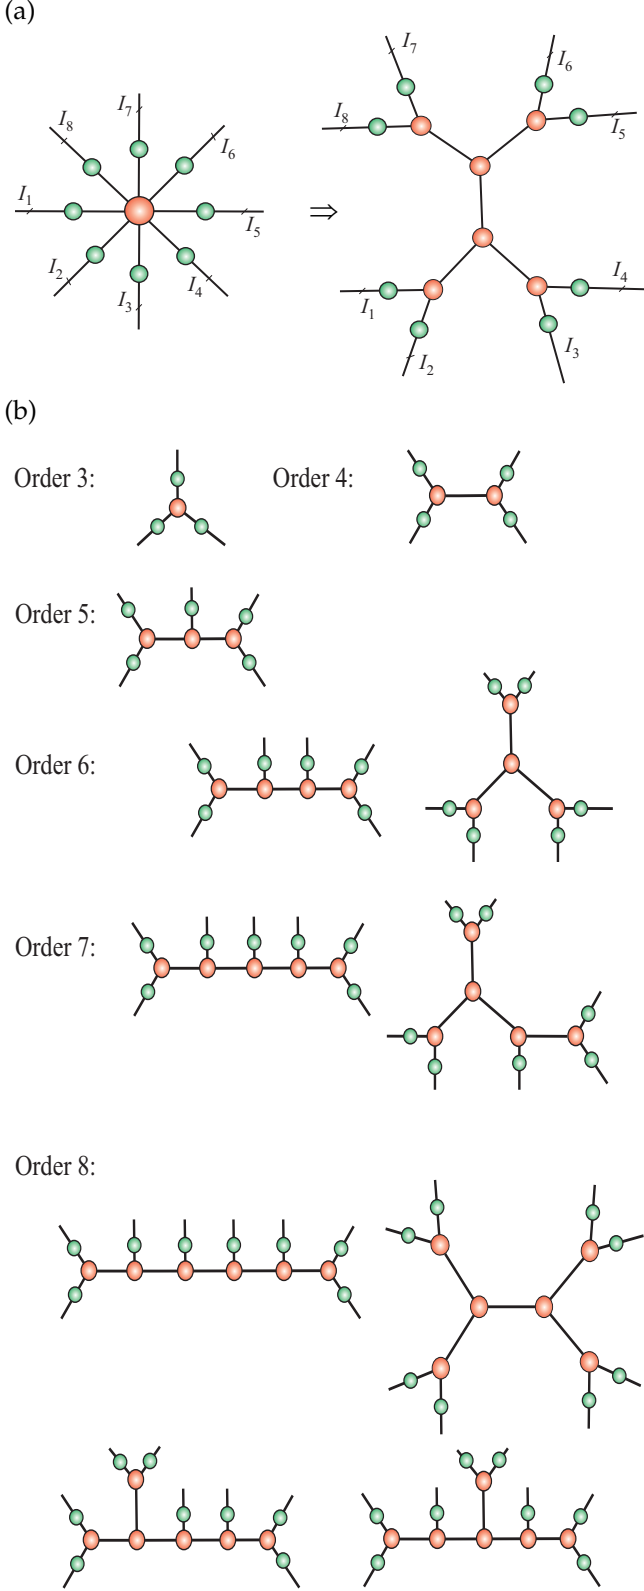 (a)
I7
I8
I6
I1
I5
I2
I3
I4
⇒
I7
I6
I8
I5
I1
I4
I2
I3
(b)
Order 3:
Order 4:
Order 5:
Order 6:
Order 7:
Order 8: